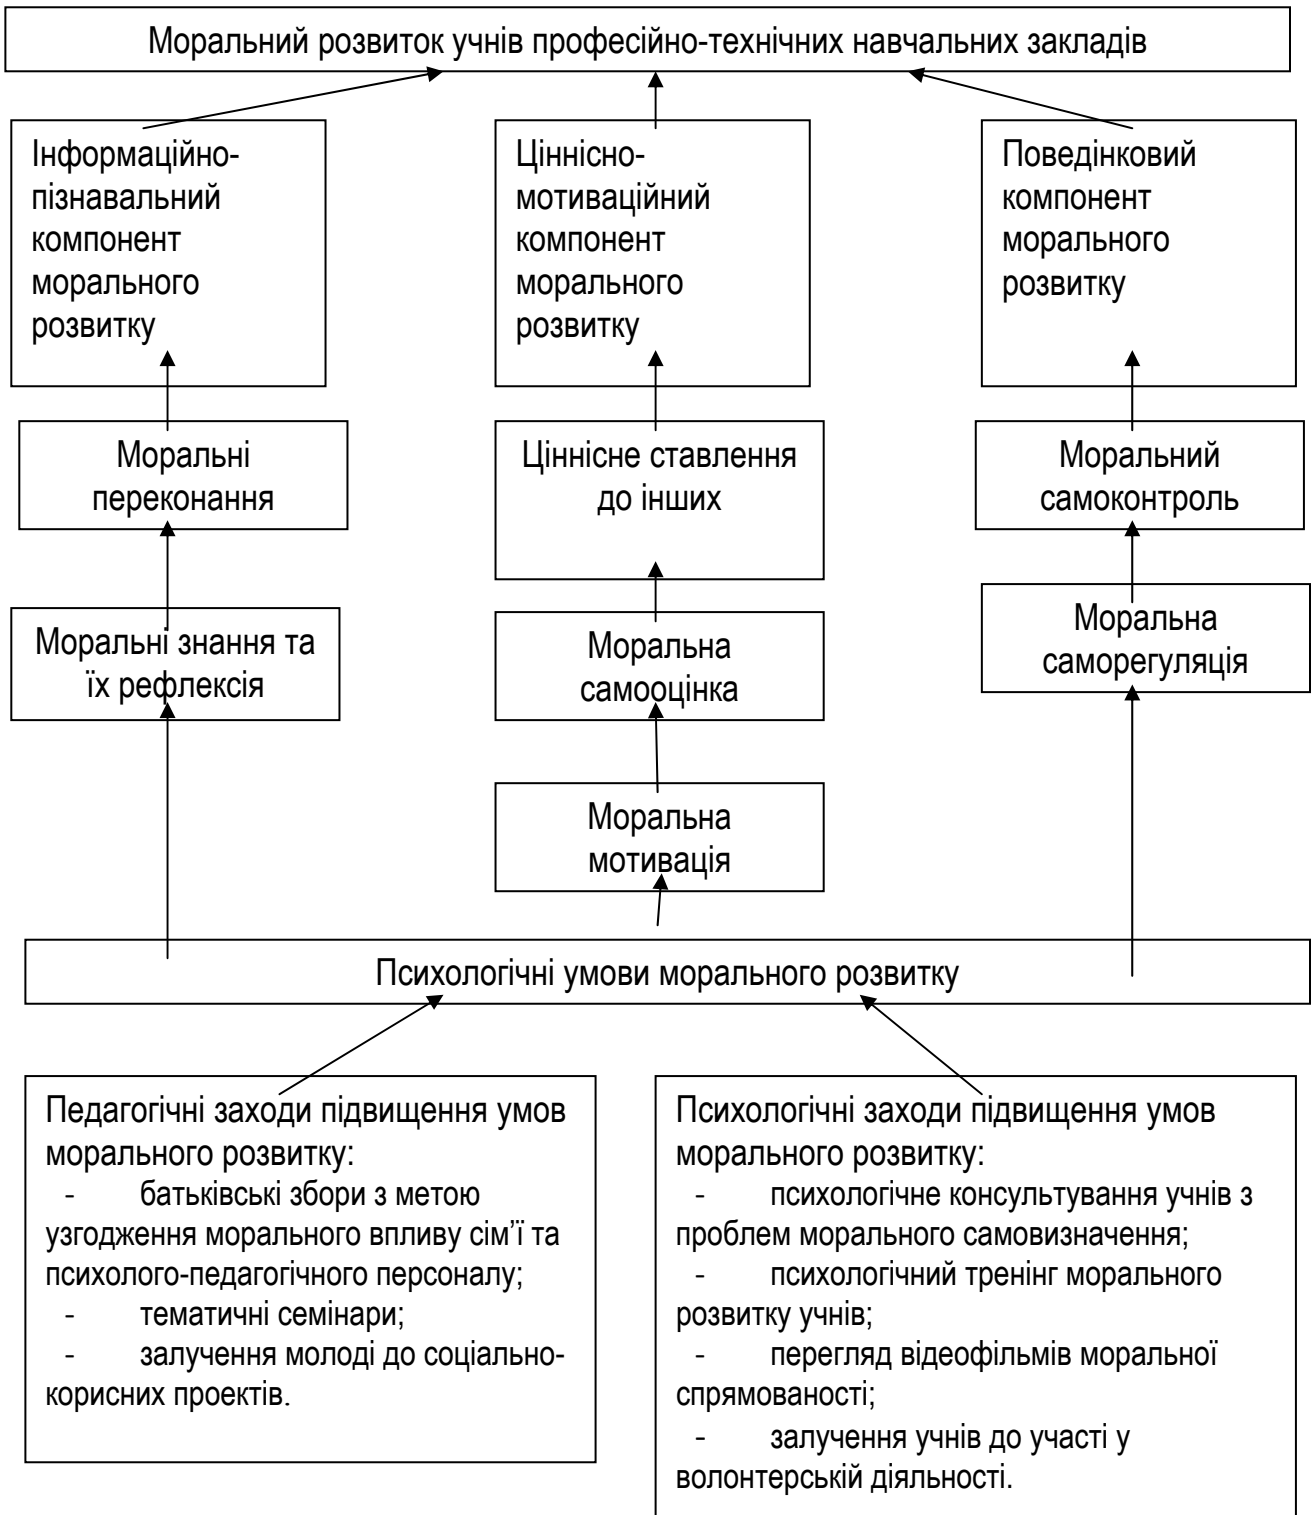 Моральний розвиток учнів професійно-технічних навчальних закладів
Інформаційно-
пізнавальний
компонент
морального
розвитку
Ціннісно-
мотиваційний
компонент
морального
розвитку
Поведінковий
компонент
морального
розвитку
Моральні
переконання
Ціннісне ставлення
до інших
Моральний
самоконтроль
Моральні знання та
їх рефлексія
Моральна
самооцінка
Моральна
саморегуляція
Моральна
мотивація
Психологічні умови морального розвитку
Педагогічні заходи підвищення умов
морального розвитку:
- батьківські збори з метою
узгодження морального впливу сім’ї та
психолого-педагогічного персоналу;
- тематичні семінари;
- залучення молоді до соціально-
корисних проектів.
Психологічні заходи підвищення умов
морального розвитку:
- психологічне консультування учнів з
проблем морального самовизначення;
- психологічний тренінг морального
розвитку учнів;
- перегляд відеофільмів моральної
спрямованості;
- залучення учнів до участі у
волонтерській діяльності.